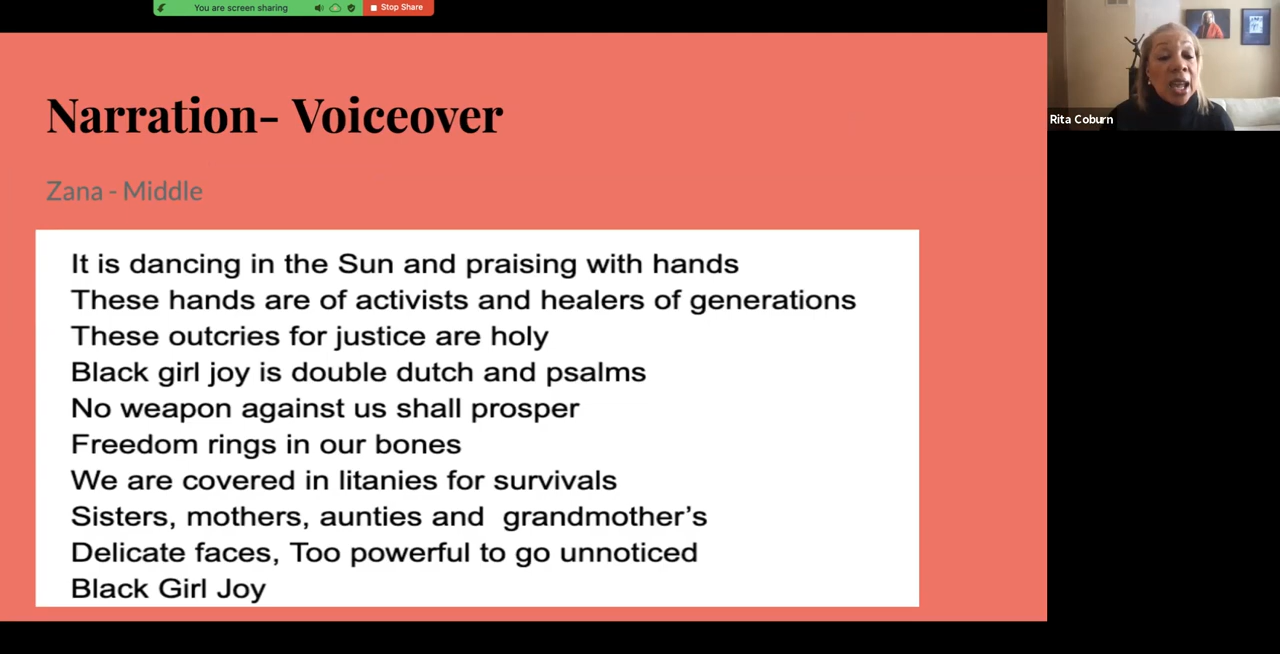 You are screen sharing
Stop Share
Narration- Voiceover
Zana - Middle
It is dancing in the Sun and praising with hands
These hands are of activists and healers of generations
These outcries for justice are holy
Black girl joy is double dutch and psalms
No weapon against us shall prosper
Freedom rings in our bones
We are covered in litanies for survivals
Sisters, mothers, aunties and  grandmother’s
Delicate faces, Too powerful to go unnoticed
Black Girl Joy
Rita Coburn